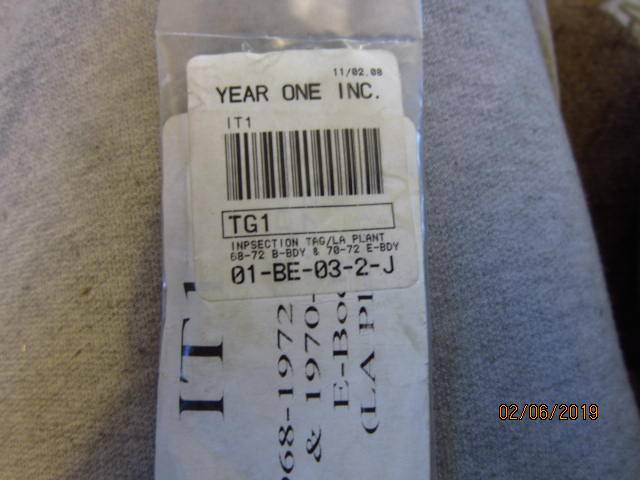 11/02.08
YEAR ONE INC.
IT1
TG1
INPSECTION TAG/LA PLANT
68-72 B-BDY & 70-72 E-BDY
01-BE-03-2-J
IT1
968-1972
& 1970-
E-Bo
(LA Pl
02/06/2019